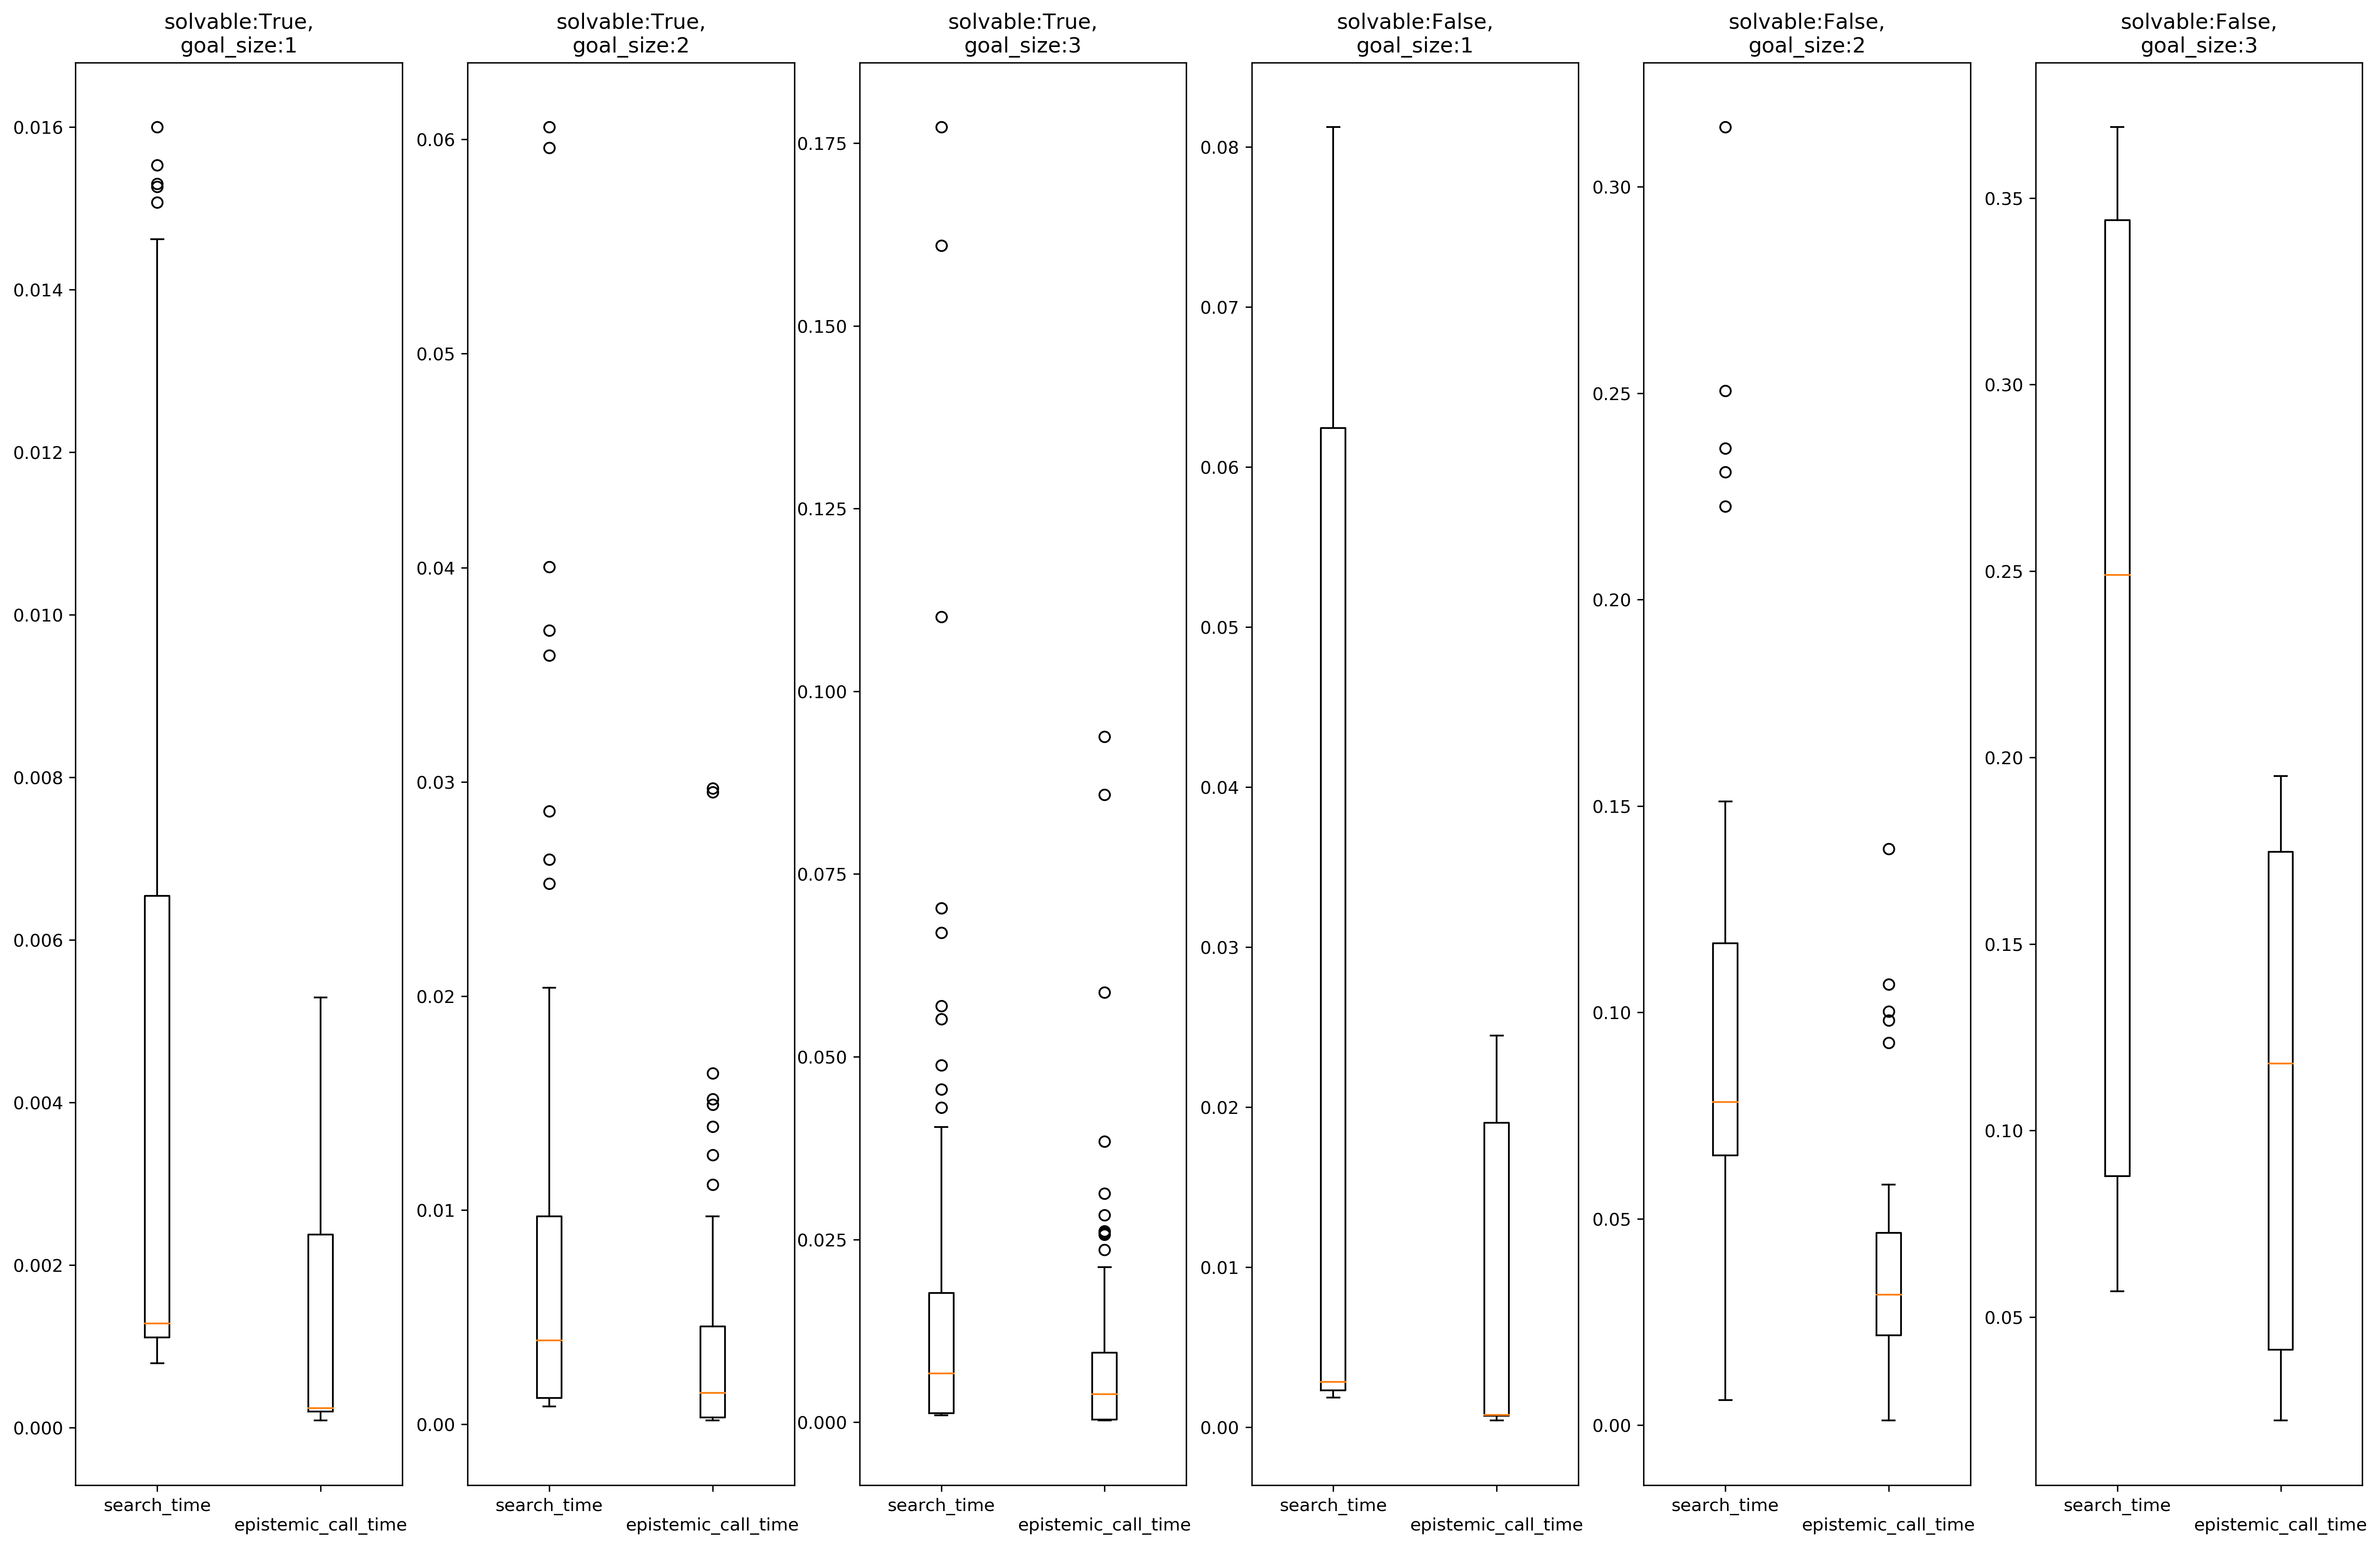 solvable:True,
goal_size:1
0.016
0.014
0.012
0.010
0.008
0.006
0.004
0.002
0.000
search_time
epistemic_call_time
solvable:True,
goal_size:2
0.06
0.05
0.04
0.03
0.02
0.01
0.00
search_time
epistemic_call_time
solvable:True,
goal_size:3
0.175
0.150
0.125
0.100
0.075
0.050
0.025
0.000
search_time
epistemic_call_time
solvable:False,
goal_size:1
0.08
0.07
0.06
0.05
0.04
0.03
0.02
0.01
0.00
search_time
epistemic_call_time
solvable:False,
goal_size:2
0.30
0.25
0.20
0.15
0.10
0.05
0.00
search_time
epistemic_call_time
solvable:False,
goal_size:3
0.35
0.30
0.25
0.20
0.15
0.10
0.05
search_time
epistemic_call_time